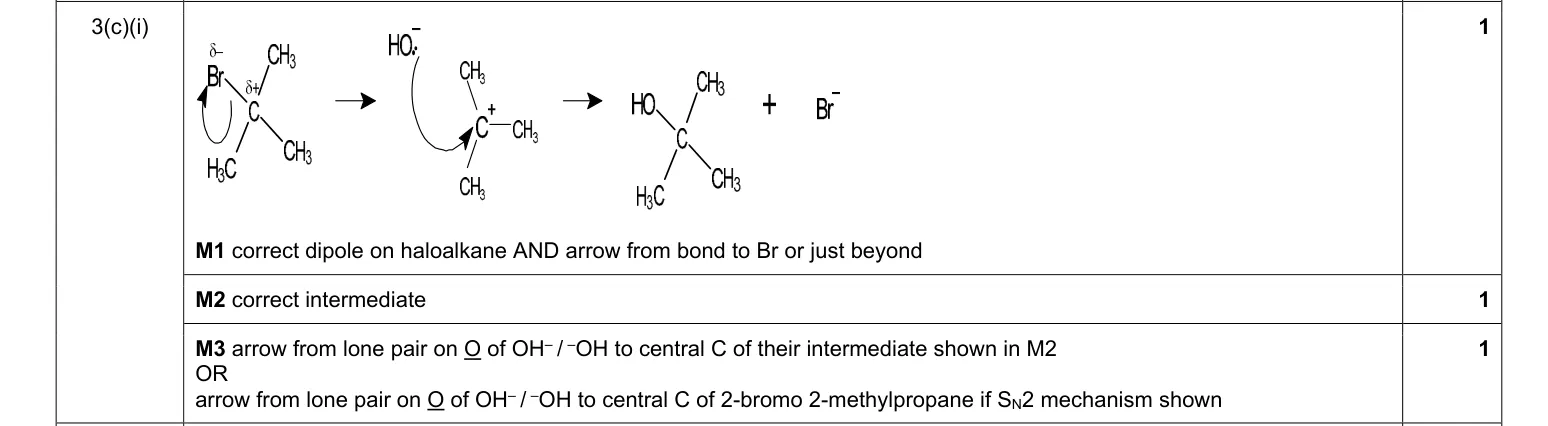 3(c)(i)
1
δ–
Br
δ+
C
CH₃
H₃C
CH₃
HO:⁻
CH₃
C⁺
CH₃
CH₃
HO
CH₃
C
H₃C
CH₃
+
Br⁻
M1 correct dipole on haloalkane AND arrow from bond to Br or just beyond
M2 correct intermediate
1
M3 arrow from lone pair on O of OH⁻ / ⁻OH to central C of their intermediate shown in M2
1
OR
arrow from lone pair on O of OH⁻ / ⁻OH to central C of 2-bromo 2-methylpropane if Sₙ2 mechanism shown